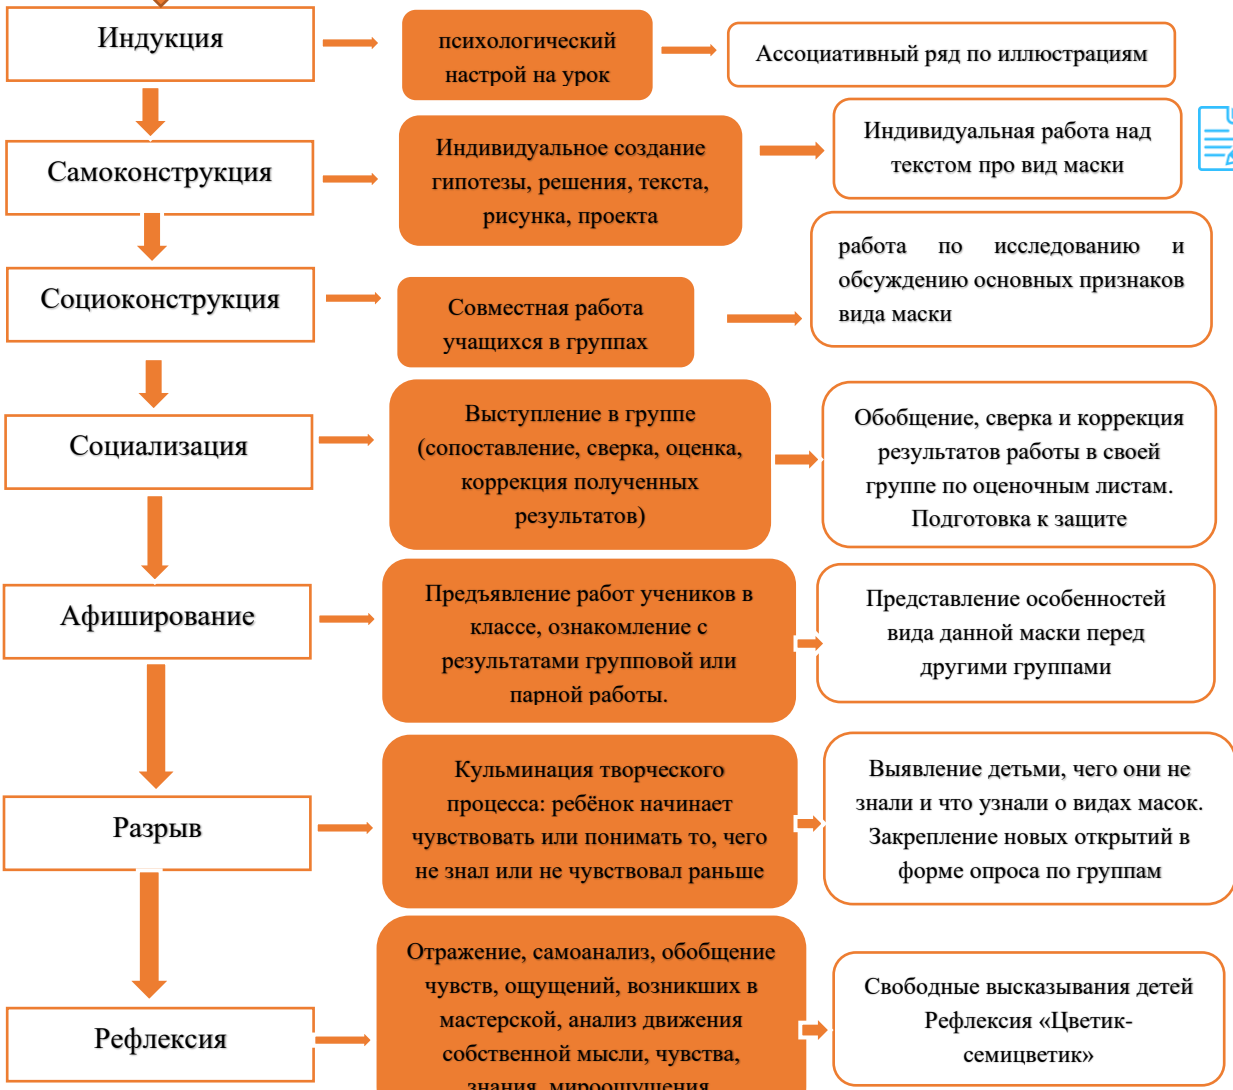 Индукция
психологический
настрой на урок
Ассоциативный ряд по иллюстрациям
Самоконструкция
Индивидуальное создание
гипотезы, решения, текста,
рисунка, проекта
Индивидуальная работа над
текстом про вид маски
Социоконструкция
Совместная работа
учащихся в группах
работа по исследованию и
обсуждению основных признаков
вида маски
Социализация
Выступление в группе
(сопоставление, сверка, оценка,
коррекция полученных
результатов)
Обобщение, сверка и коррекция
результатов работы в своей
группе по оценочным листам.
Подготовка к защите
Афиширование
Предъявление работ учеников в
классе, ознакомление с
результатами групповой или
парной работы.
Представление особенностей
вида данной маски перед
другими группами
Разрыв
Кульминация творческого
процесса: ребёнок начинает
чувствовать или понимать то, чего
не знал или не чувствовал раньше
Выявление детьми, чего они не
знали и что узнали о видах масок.
Закрепление новых открытий в
форме опроса по группам
Рефлексия
Отражение, самоанализ, обобщение
чувств, ощущений, возникших в
мастерской, анализ движения
собственной мысли, чувства,
знания, мироощущения
Свободные высказывания детей
Рефлексия «Цветик-
семицветик»